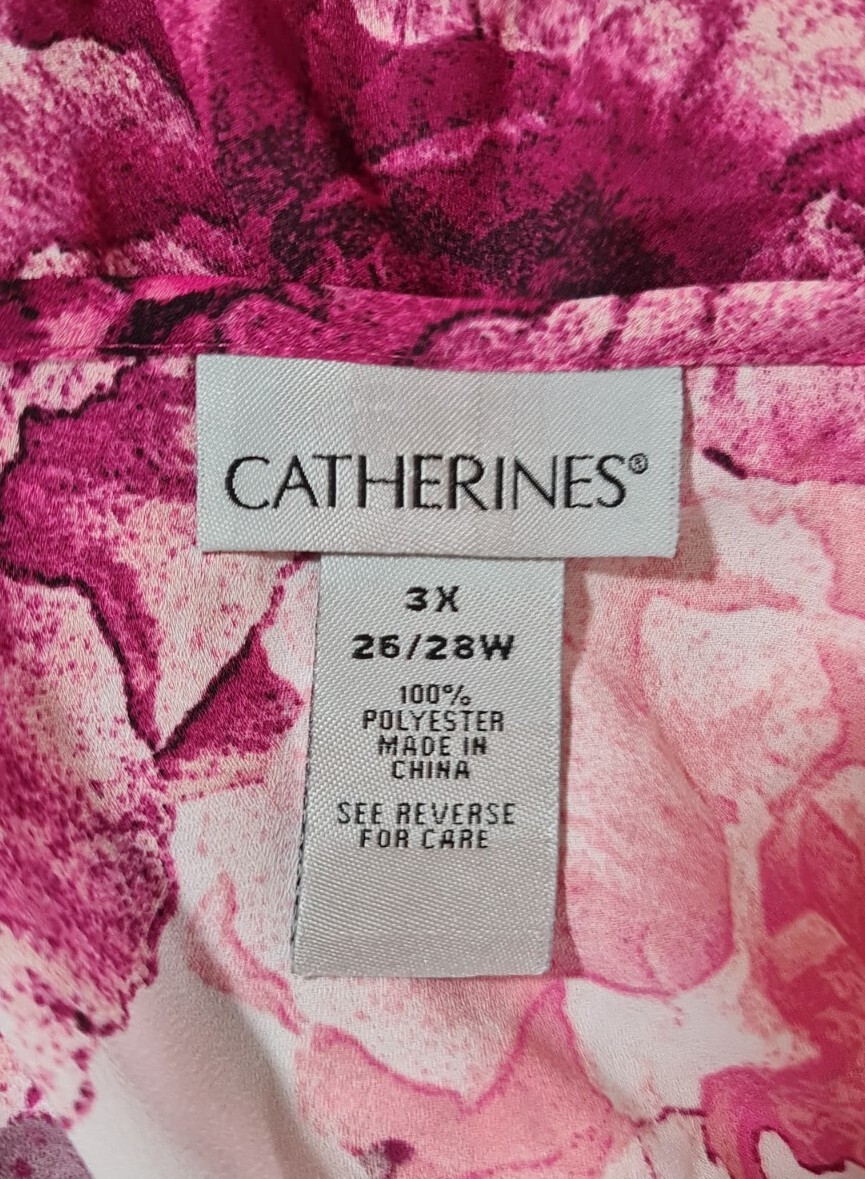 CATHERINES®
3X
26/28W
100%
POLYESTER
MADE IN
CHINA
SEE REVERSE
FOR CARE